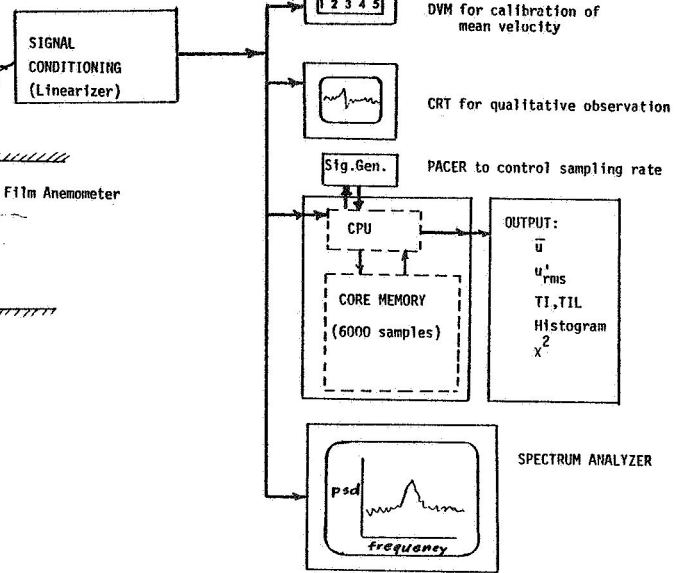 1 2 3 4 5
DVM for calibration of
mean velocity
SIGNAL
CONDITIONING
(Linearizer)
CRT for qualitative observation
Sig.Gen.
PACER to control sampling rate
Film Anemometer
CPU
CORE MEMORY
(6000 samples)
OUTPUT:
u̅
u'rms
TI,TIL
Histogram
χ²
SPECTRUM ANALYZER
psd
frequency